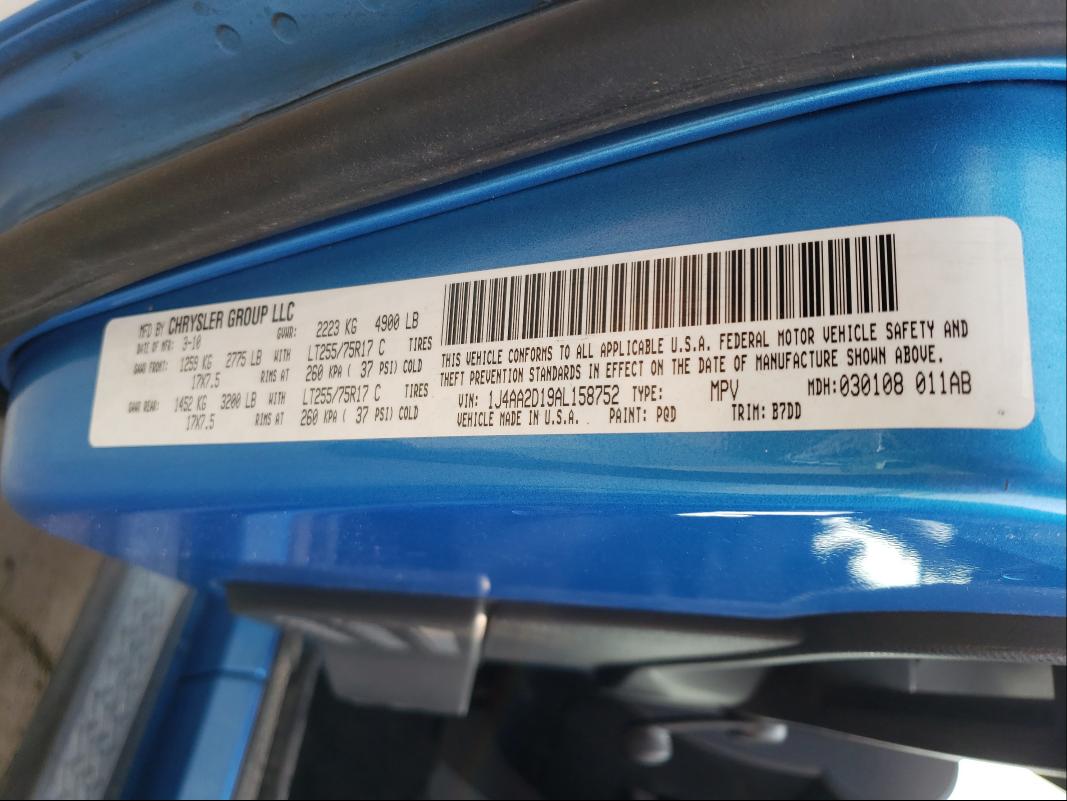 MFD BY CHRYSLER GROUP LLC
DATE OF MFR: 3-10 GVWR: 2223 KG 4900 LB
GAWR FRONT: 1259 KG 2775 LB WITH LT255/75R17 C TIRES
17X7.5 RIMS AT 260 KPA ( 37 PSI) COLD
GAWR REAR: 1452 KG 3200 LB WITH LT255/75R17 C TIRES
17X7.5 RIMS AT 260 KPA ( 37 PSI) COLD
THIS VEHICLE CONFORMS TO ALL APPLICABLE U.S.A. FEDERAL MOTOR VEHICLE SAFETY AND
THEFT PREVENTION STANDARDS IN EFFECT ON THE DATE OF MANUFACTURE SHOWN ABOVE.
VIN: 1J4AA2D19AL158752 TYPE: MPV MDH:030108 011AB
VEHICLE MADE IN U.S.A. PAINT: PQD TRIM: B7DD